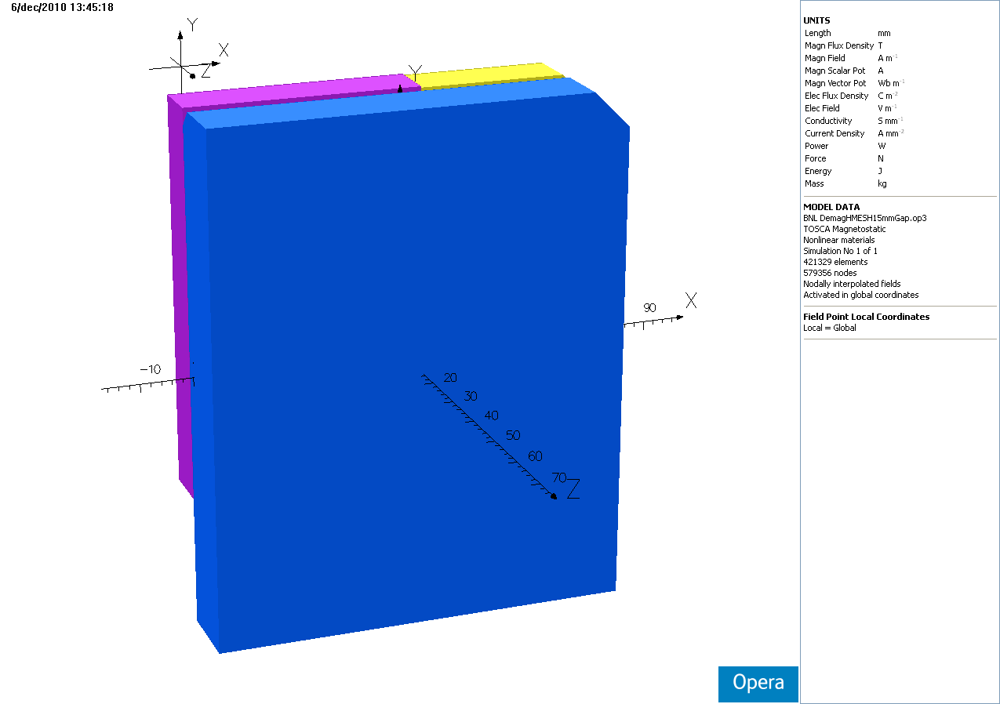 6/dec/2010 13:45:18
Y
X
Z
Y
X
90
-10
20
30
40
50
60
70
Z
Opera
UNITS
Length mm
Magn Flux Density T
Magn Field A m⁻¹
Magn Scalar Pot A
Magn Vector Pot Wb m⁻¹
Elec Flux Density C m⁻²
Elec Field V m⁻¹
Conductivity S mm⁻¹
Current Density A mm⁻²
Power W
Force N
Energy J
Mass kg
MODEL DATA
BNL DemagHMESH15mmGap.op3
TOSCA Magnetostatic
Nonlinear materials
Simulation No 1 of 1
421329 elements
579356 nodes
Nodally interpolated fields
Activated in global coordinates
Field Point Local Coordinates
Local = Global